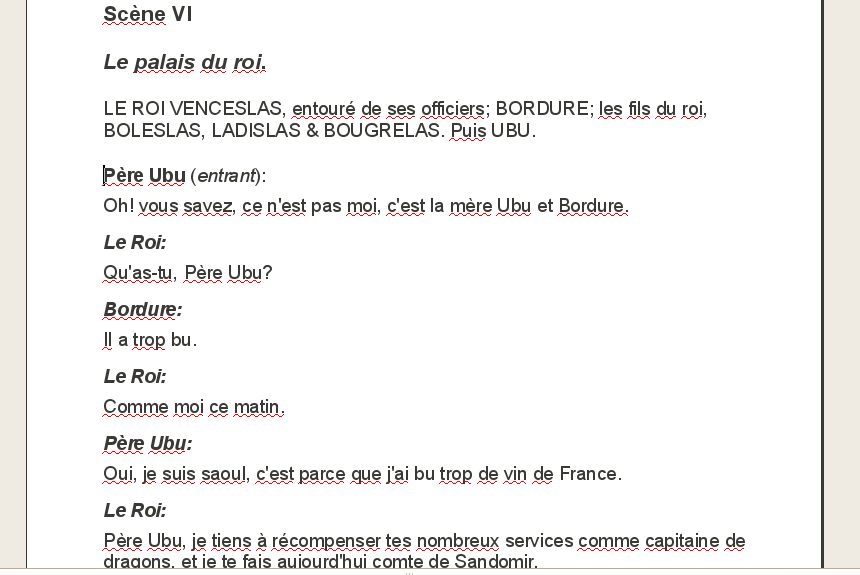 Scène VI
Le palais du roi.
LE ROI VENCESLAS, entouré de ses officiers; BORDURE; les fils du roi,
BOLESLAS, LADISLAS & BOUGRELAS. Puis UBU.
Père Ubu (entrant):
Oh! vous savez, ce n'est pas moi, c'est la mère Ubu et Bordure.
Le Roi:
Qu'as-tu, Père Ubu?
Bordure:
Il a trop bu.
Le Roi:
Comme moi ce matin.
Père Ubu:
Oui, je suis saoul, c'est parce que j'ai bu trop de vin de France.
Le Roi:
Père Ubu, je tiens à récompenser tes nombreux services comme capitaine de
dragons, et je te fais aujourd'hui comte de Sandomir.